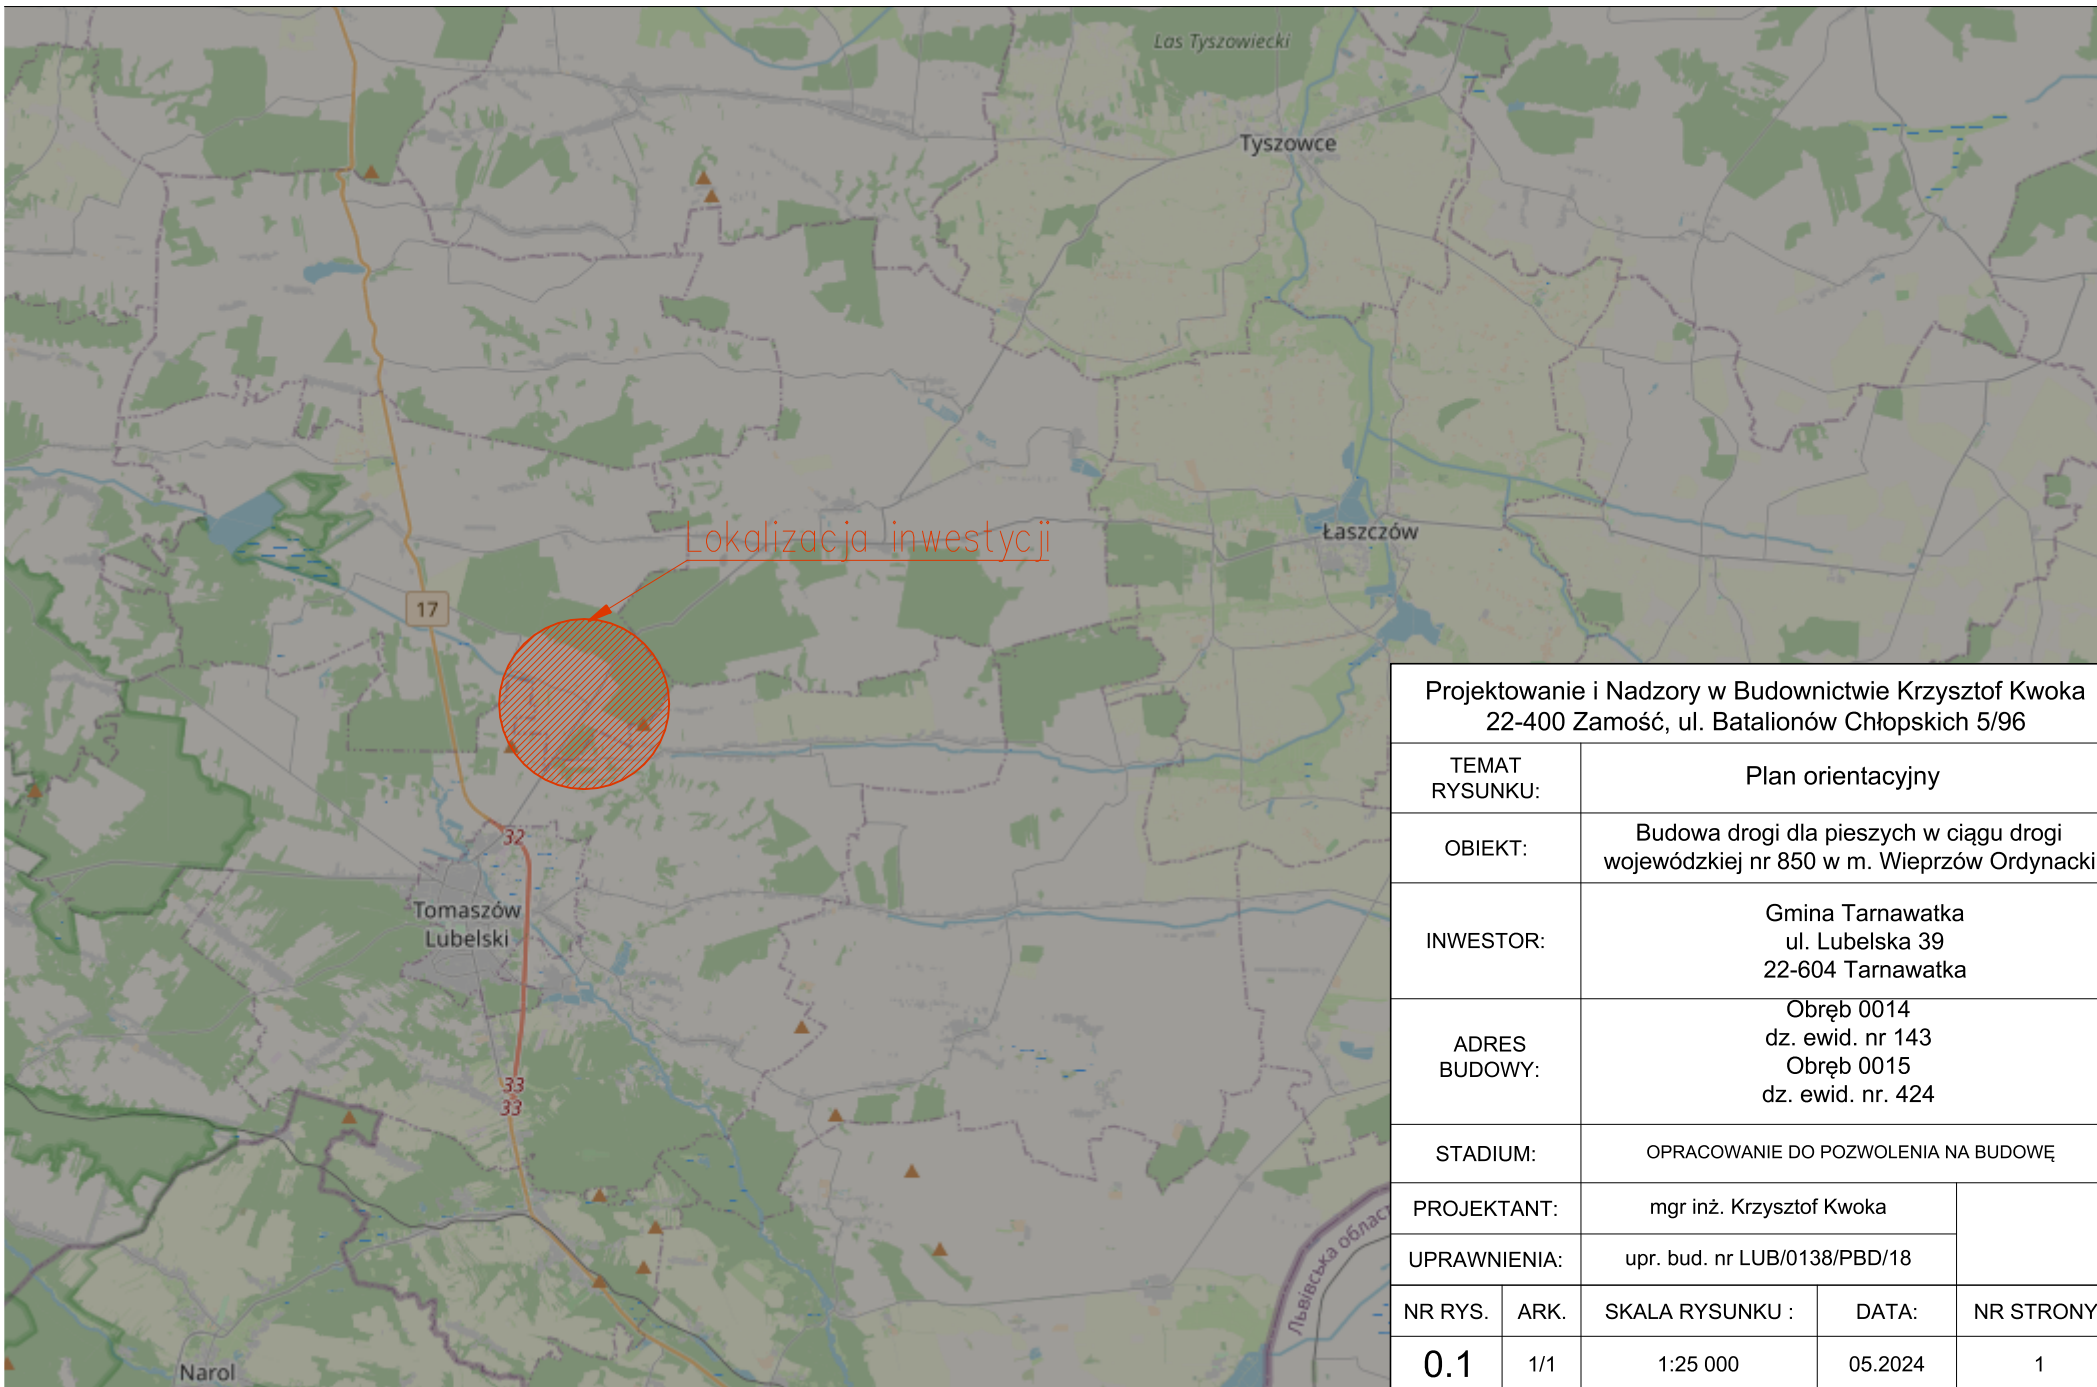 Las Tyszowiecki
Tyszowce
Lokalizacja inwestycji
Łaszczów
17
32
Tomaszów
Lubelski
33
33
Narol
Львівська облас
Projektowanie i Nadzory w Budownictwie Krzysztof Kwoka
22-400 Zamość, ul. Batalionów Chłopskich 5/96
TEMAT
RYSUNKU:
Plan orientacyjny
OBIEKT:
Budowa drogi dla pieszych w ciągu drogi
wojewódzkiej nr 850 w m. Wieprzów Ordynacki
INWESTOR:
Gmina Tarnawatka
ul. Lubelska 39
22-604 Tarnawatka
ADRES
BUDOWY:
Obręb 0014
dz. ewid. nr 143
Obręb 0015
dz. ewid. nr. 424
STADIUM:
OPRACOWANIE DO POZWOLENIA NA BUDOWĘ
PROJEKTANT:
mgr inż. Krzysztof Kwoka
UPRAWNIENIA:
upr. bud. nr LUB/0138/PBD/18
NR RYS. ARK. SKALA RYSUNKU : DATA: NR STRONY
0.1 1/1 1:25 000 05.2024 1